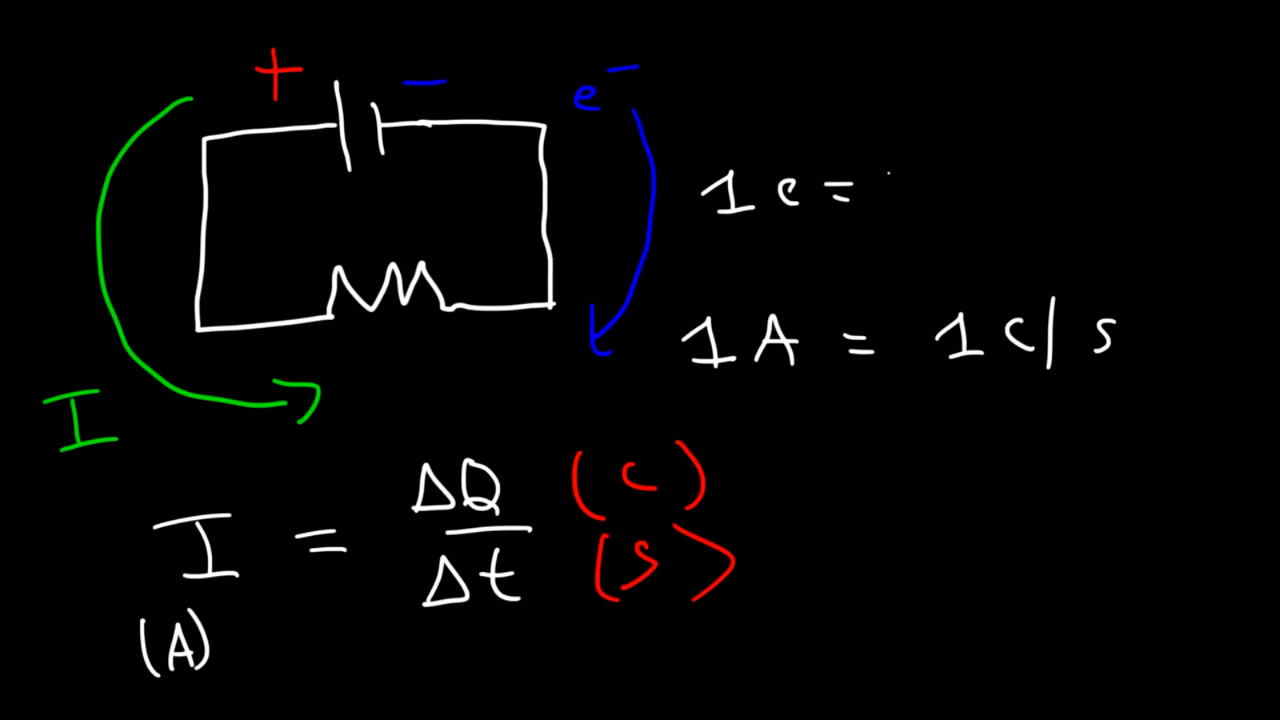 + − e⁻
1 e =
1 A = 1 C / s
I
I = ΔQ/Δt (C)/(s)
(A)